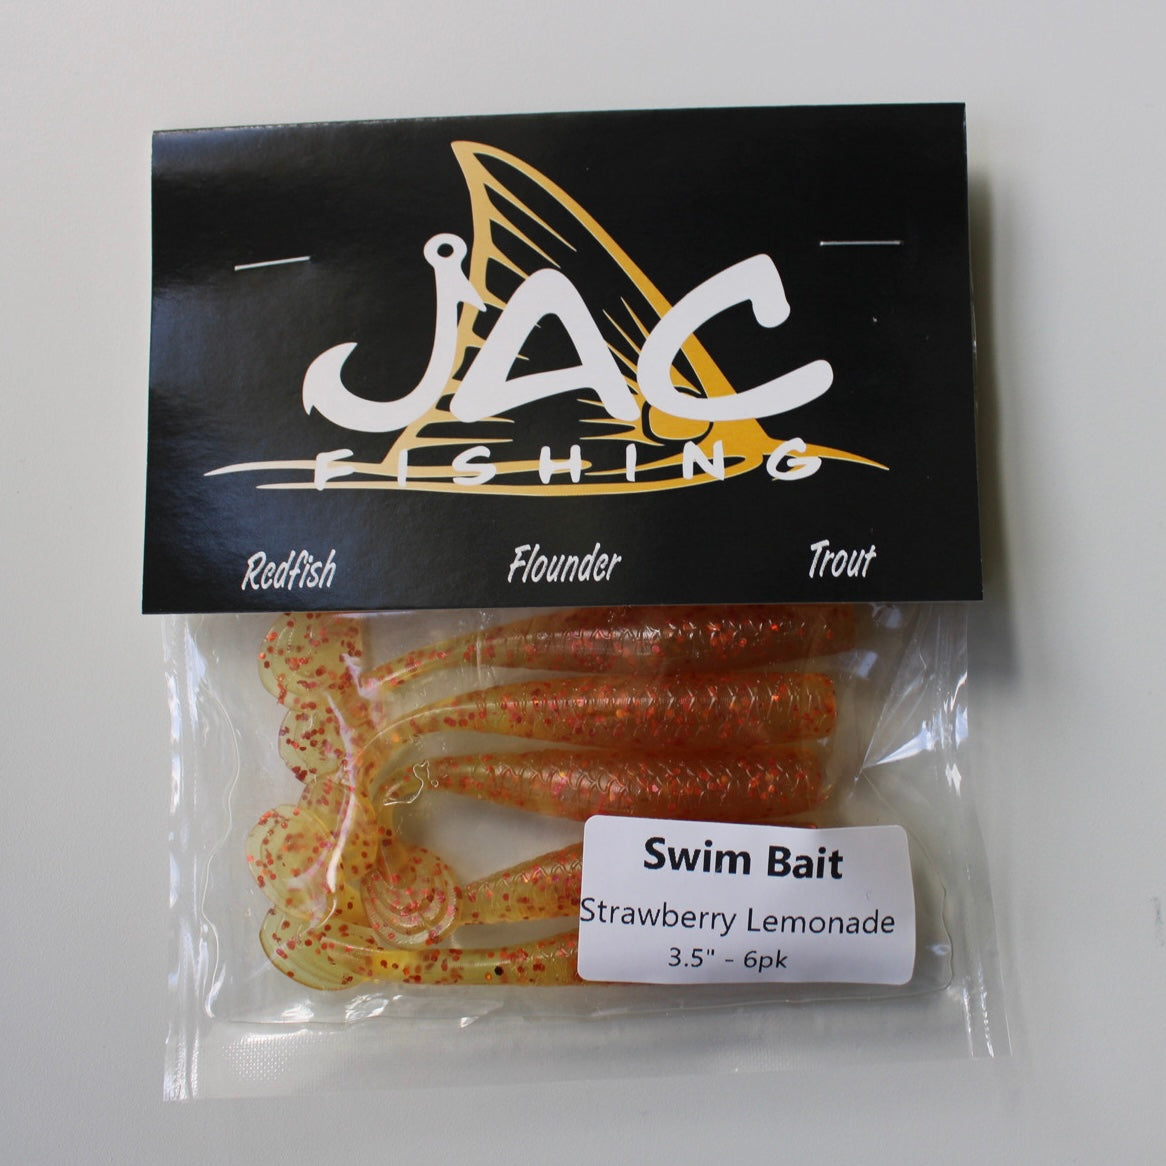 JAC
FISHING
Redfish Flounder Trout
Swim Bait
Strawberry Lemonade
3.5" - 6pk